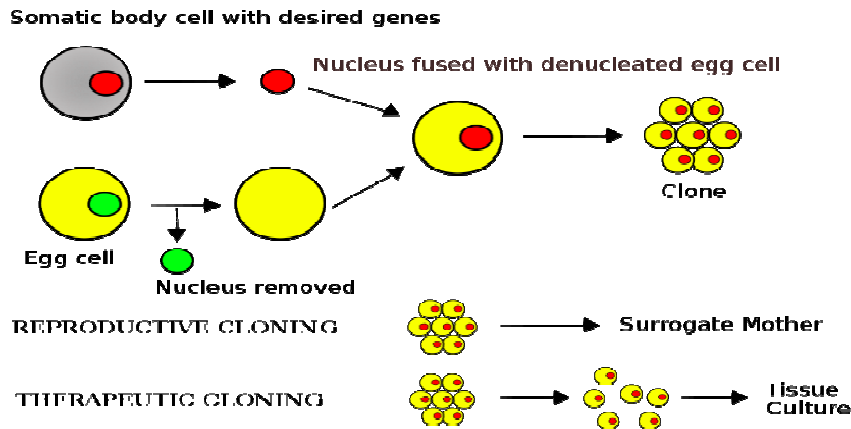 Somatic body cell with desired genes
Nucleus fused with denucleated egg cell
Clone
Egg cell
Nucleus removed
REPRODUCTIVE CLONING
Surrogate Mother
THERAPEUTIC CLONING
Tissue
Culture